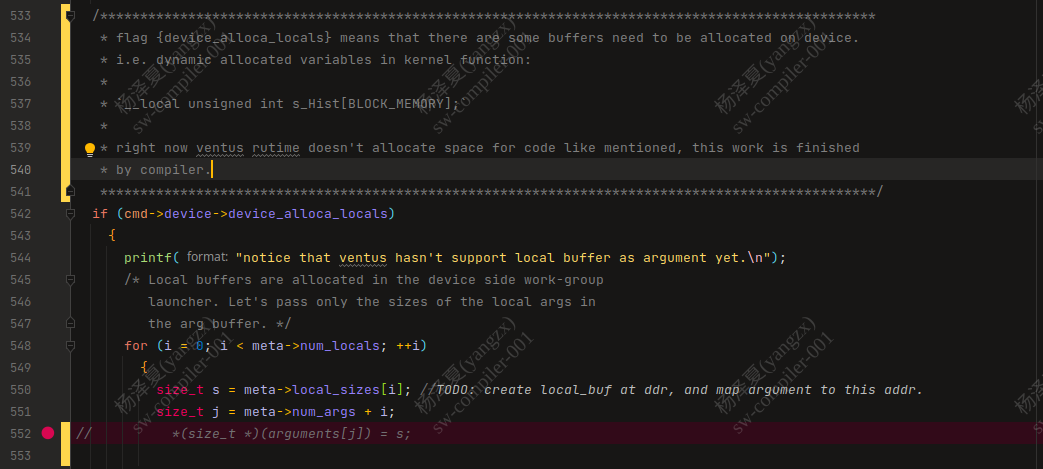 533 /*************************************************************************************************
534 * flag {device_alloca_locals} means that there are some buffers need to be allocated on device.
535 * i.e. dynamic allocated variables in kernel function:
536 *
537 * `__local unsigned int s_Hist[BLOCK_MEMORY];`
538 *
539 * right now ventus rutime doesn't allocate space for code like mentioned, this work is finished
540 * by compiler.
541 *************************************************************************************************/
542 if (cmd->device->device_alloca_locals)
543 {
544 printf( format: "notice that ventus hasn't support local buffer as argument yet.\n");
545 /* Local buffers are allocated in the device side work-group
546 launcher. Let's pass only the sizes of the local args in
547 the arg buffer. */
548 for (i = 0; i < meta->num_locals; ++i)
549 {
550 size_t s = meta->local_sizes[i]; //TODO: create local_buf at ddr, and map argument to this addr.
551 size_t j = meta->num_args + i;
552 // *(size_t *)(arguments[j]) = s;
553
杨泽夏(yangzx)
sw-compiler-001
杨泽夏(yangzx)
sw-compiler-001
杨泽夏(yangzx)
sw-compiler-001
杨泽夏(yangzx)
sw-compiler-001
杨泽夏(yangzx)
sw-compiler-001
杨泽夏(yangzx)
sw-compiler-001